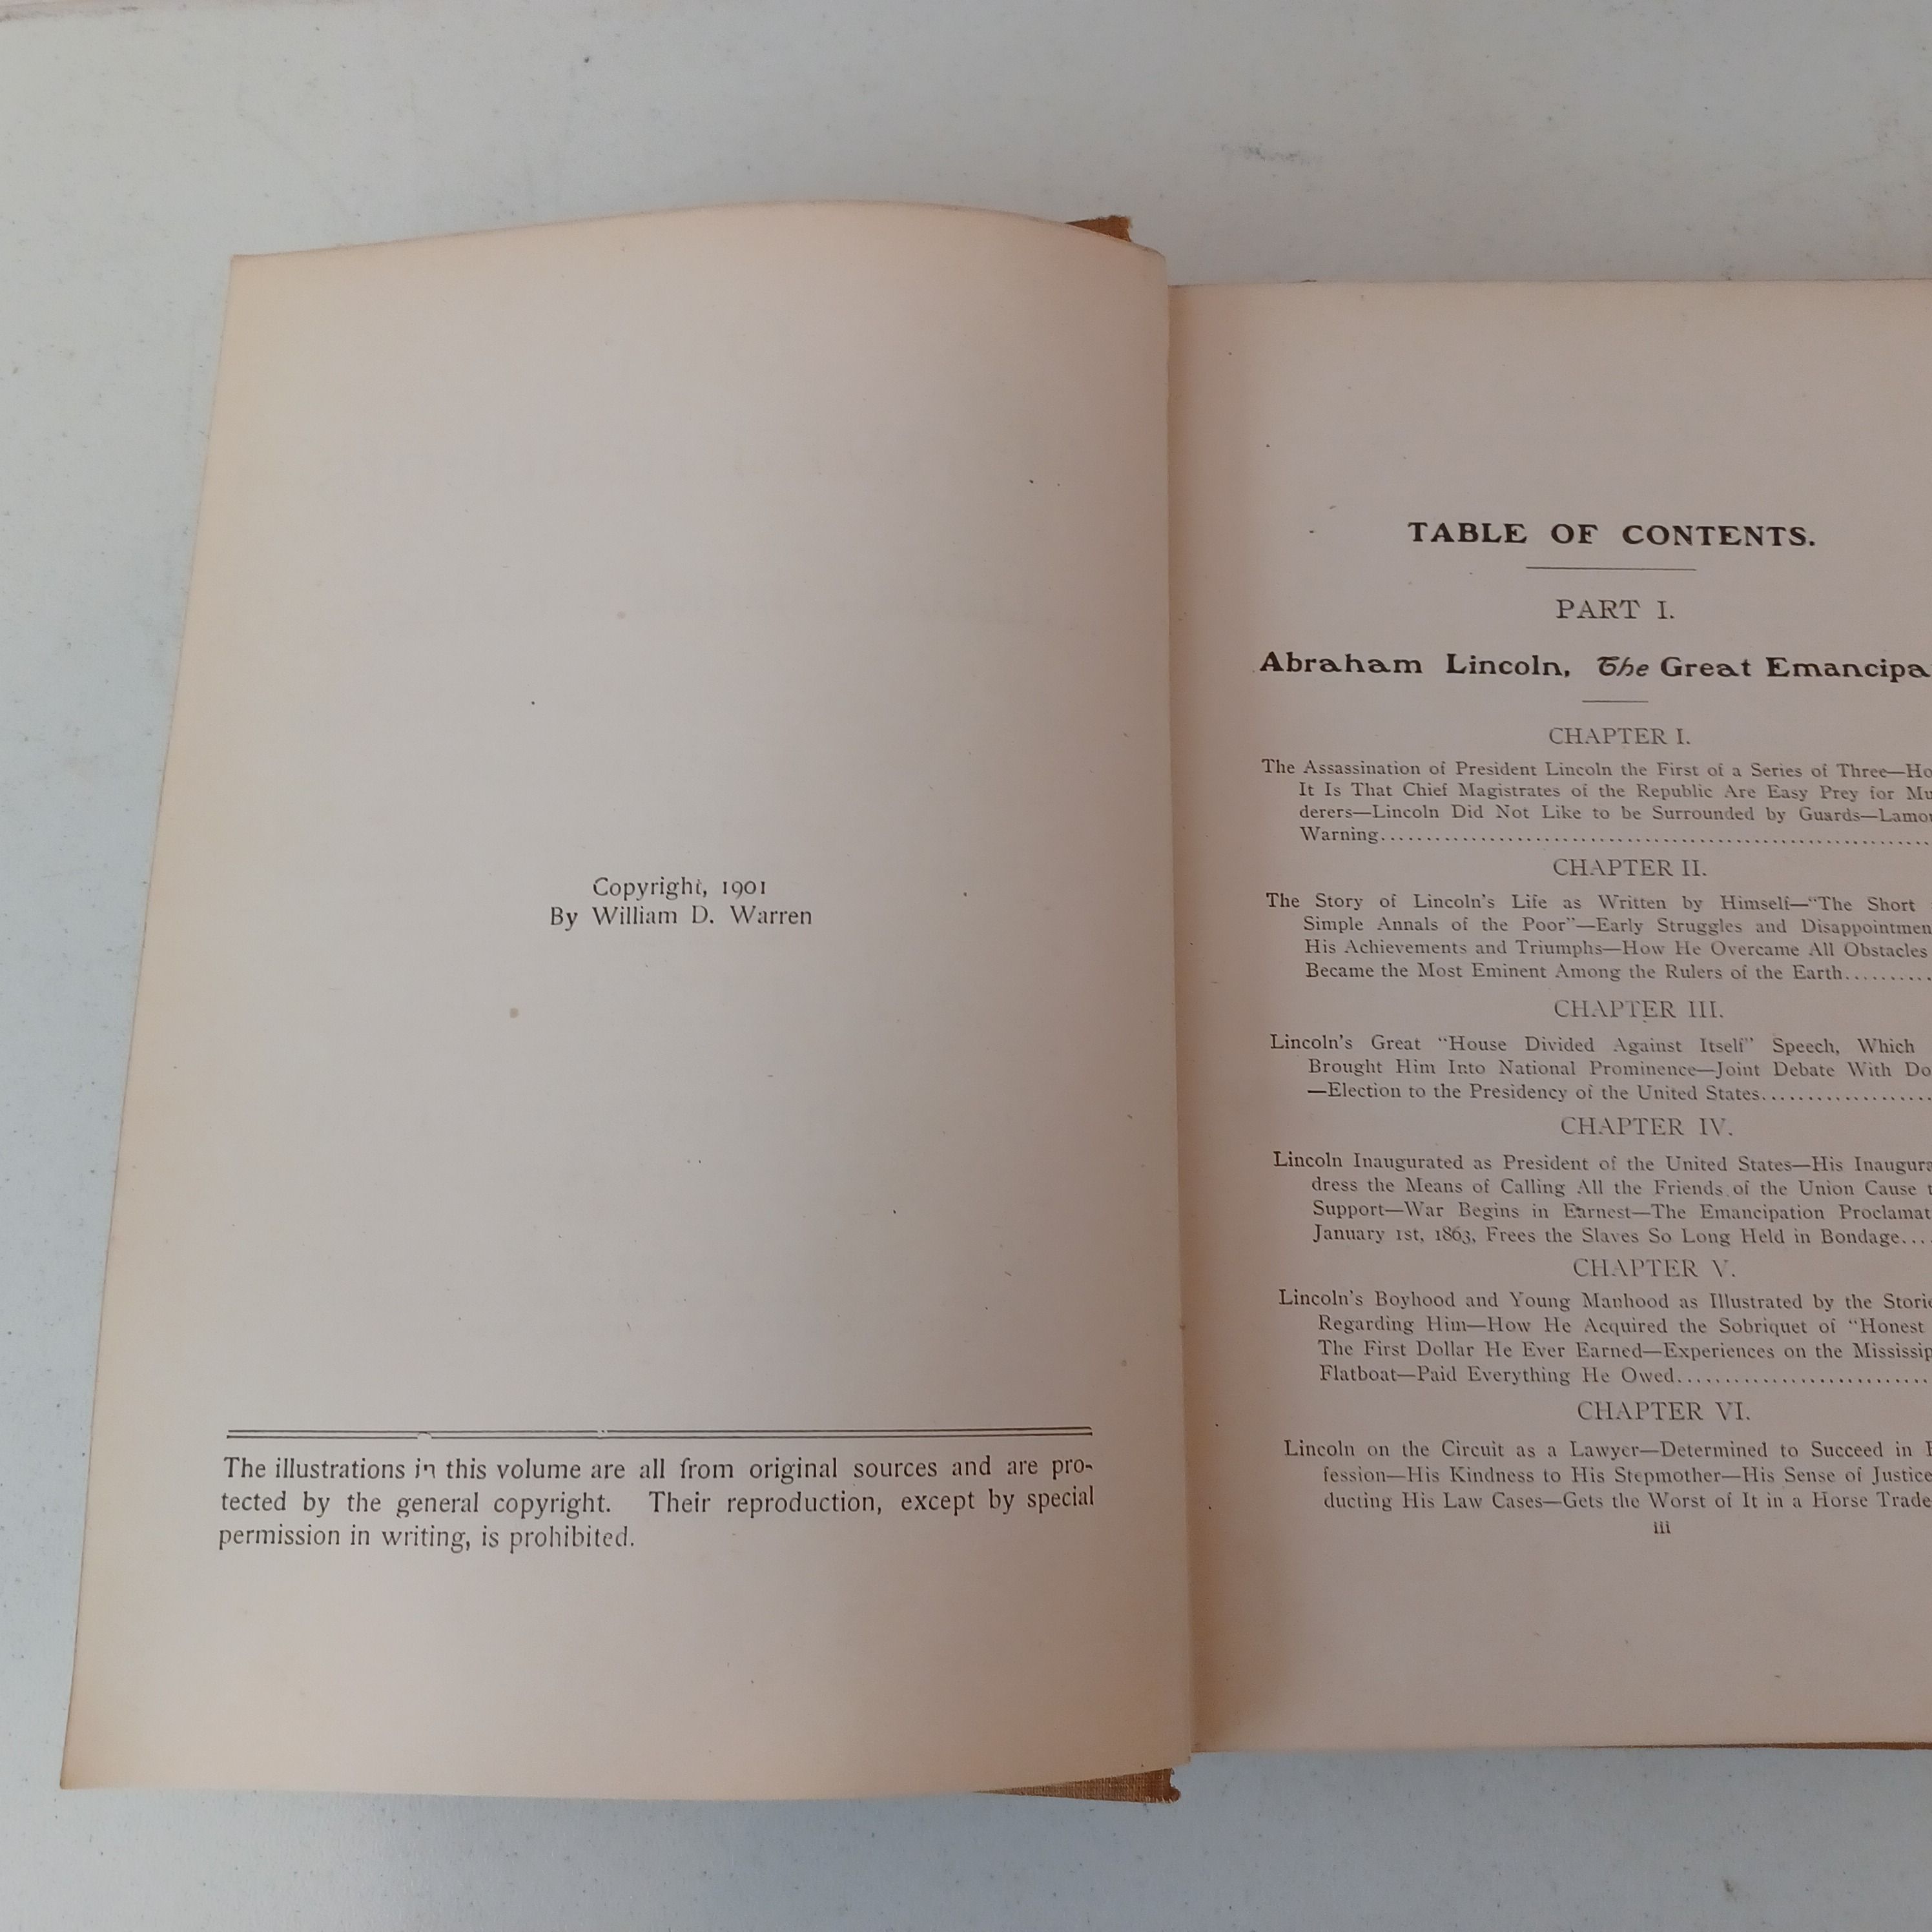 Copyright, 1901
By William D. Warren
The illustrations in this volume are all from original sources and are pro-
tected by the general copyright. Their reproduction, except by special
permission in writing, is prohibited.
TABLE OF CONTENTS.
PART I.
Abraham Lincoln, The Great Emancipa
CHAPTER I.
The Assassination of President Lincoln the First of a Series of Three—Ho
It Is That Chief Magistrates of the Republic Are Easy Prey for Mu
derers—Lincoln Did Not Like to be Surrounded by Guards—Lamo
Warning..........................................................
CHAPTER II.
The Story of Lincoln's Life as Written by Himself—"The Short
Simple Annals of the Poor"—Early Struggles and Disappointmen
His Achievements and Triumphs—How He Overcame All Obstacles
Became the Most Eminent Among the Rulers of the Earth..........
CHAPTER III.
Lincoln's Great "House Divided Against Itself" Speech, Which
Brought Him Into National Prominence—Joint Debate With Do
—Election to the Presidency of the United States...................
CHAPTER IV.
Lincoln Inaugurated as President of the United States—His Inaugura
dress the Means of Calling All the Friends of the Union Cause t
Support—War Begins in Earnest—The Emancipation Proclamat
January 1st, 1863, Frees the Slaves So Long Held in Bondage....
CHAPTER V.
Lincoln's Boyhood and Young Manhood as Illustrated by the Storie
Regarding Him—How He Acquired the Sobriquet of "Honest
The First Dollar He Ever Earned—Experiences on the Mississip
Flatboat—Paid Everything He Owed............................
CHAPTER VI.
Lincoln on the Circuit as a Lawyer—Determined to Succeed in
fession—His Kindness to His Stepmother—His Sense of Justice
ducting His Law Cases—Gets the Worst of It in a Horse Trade
iii